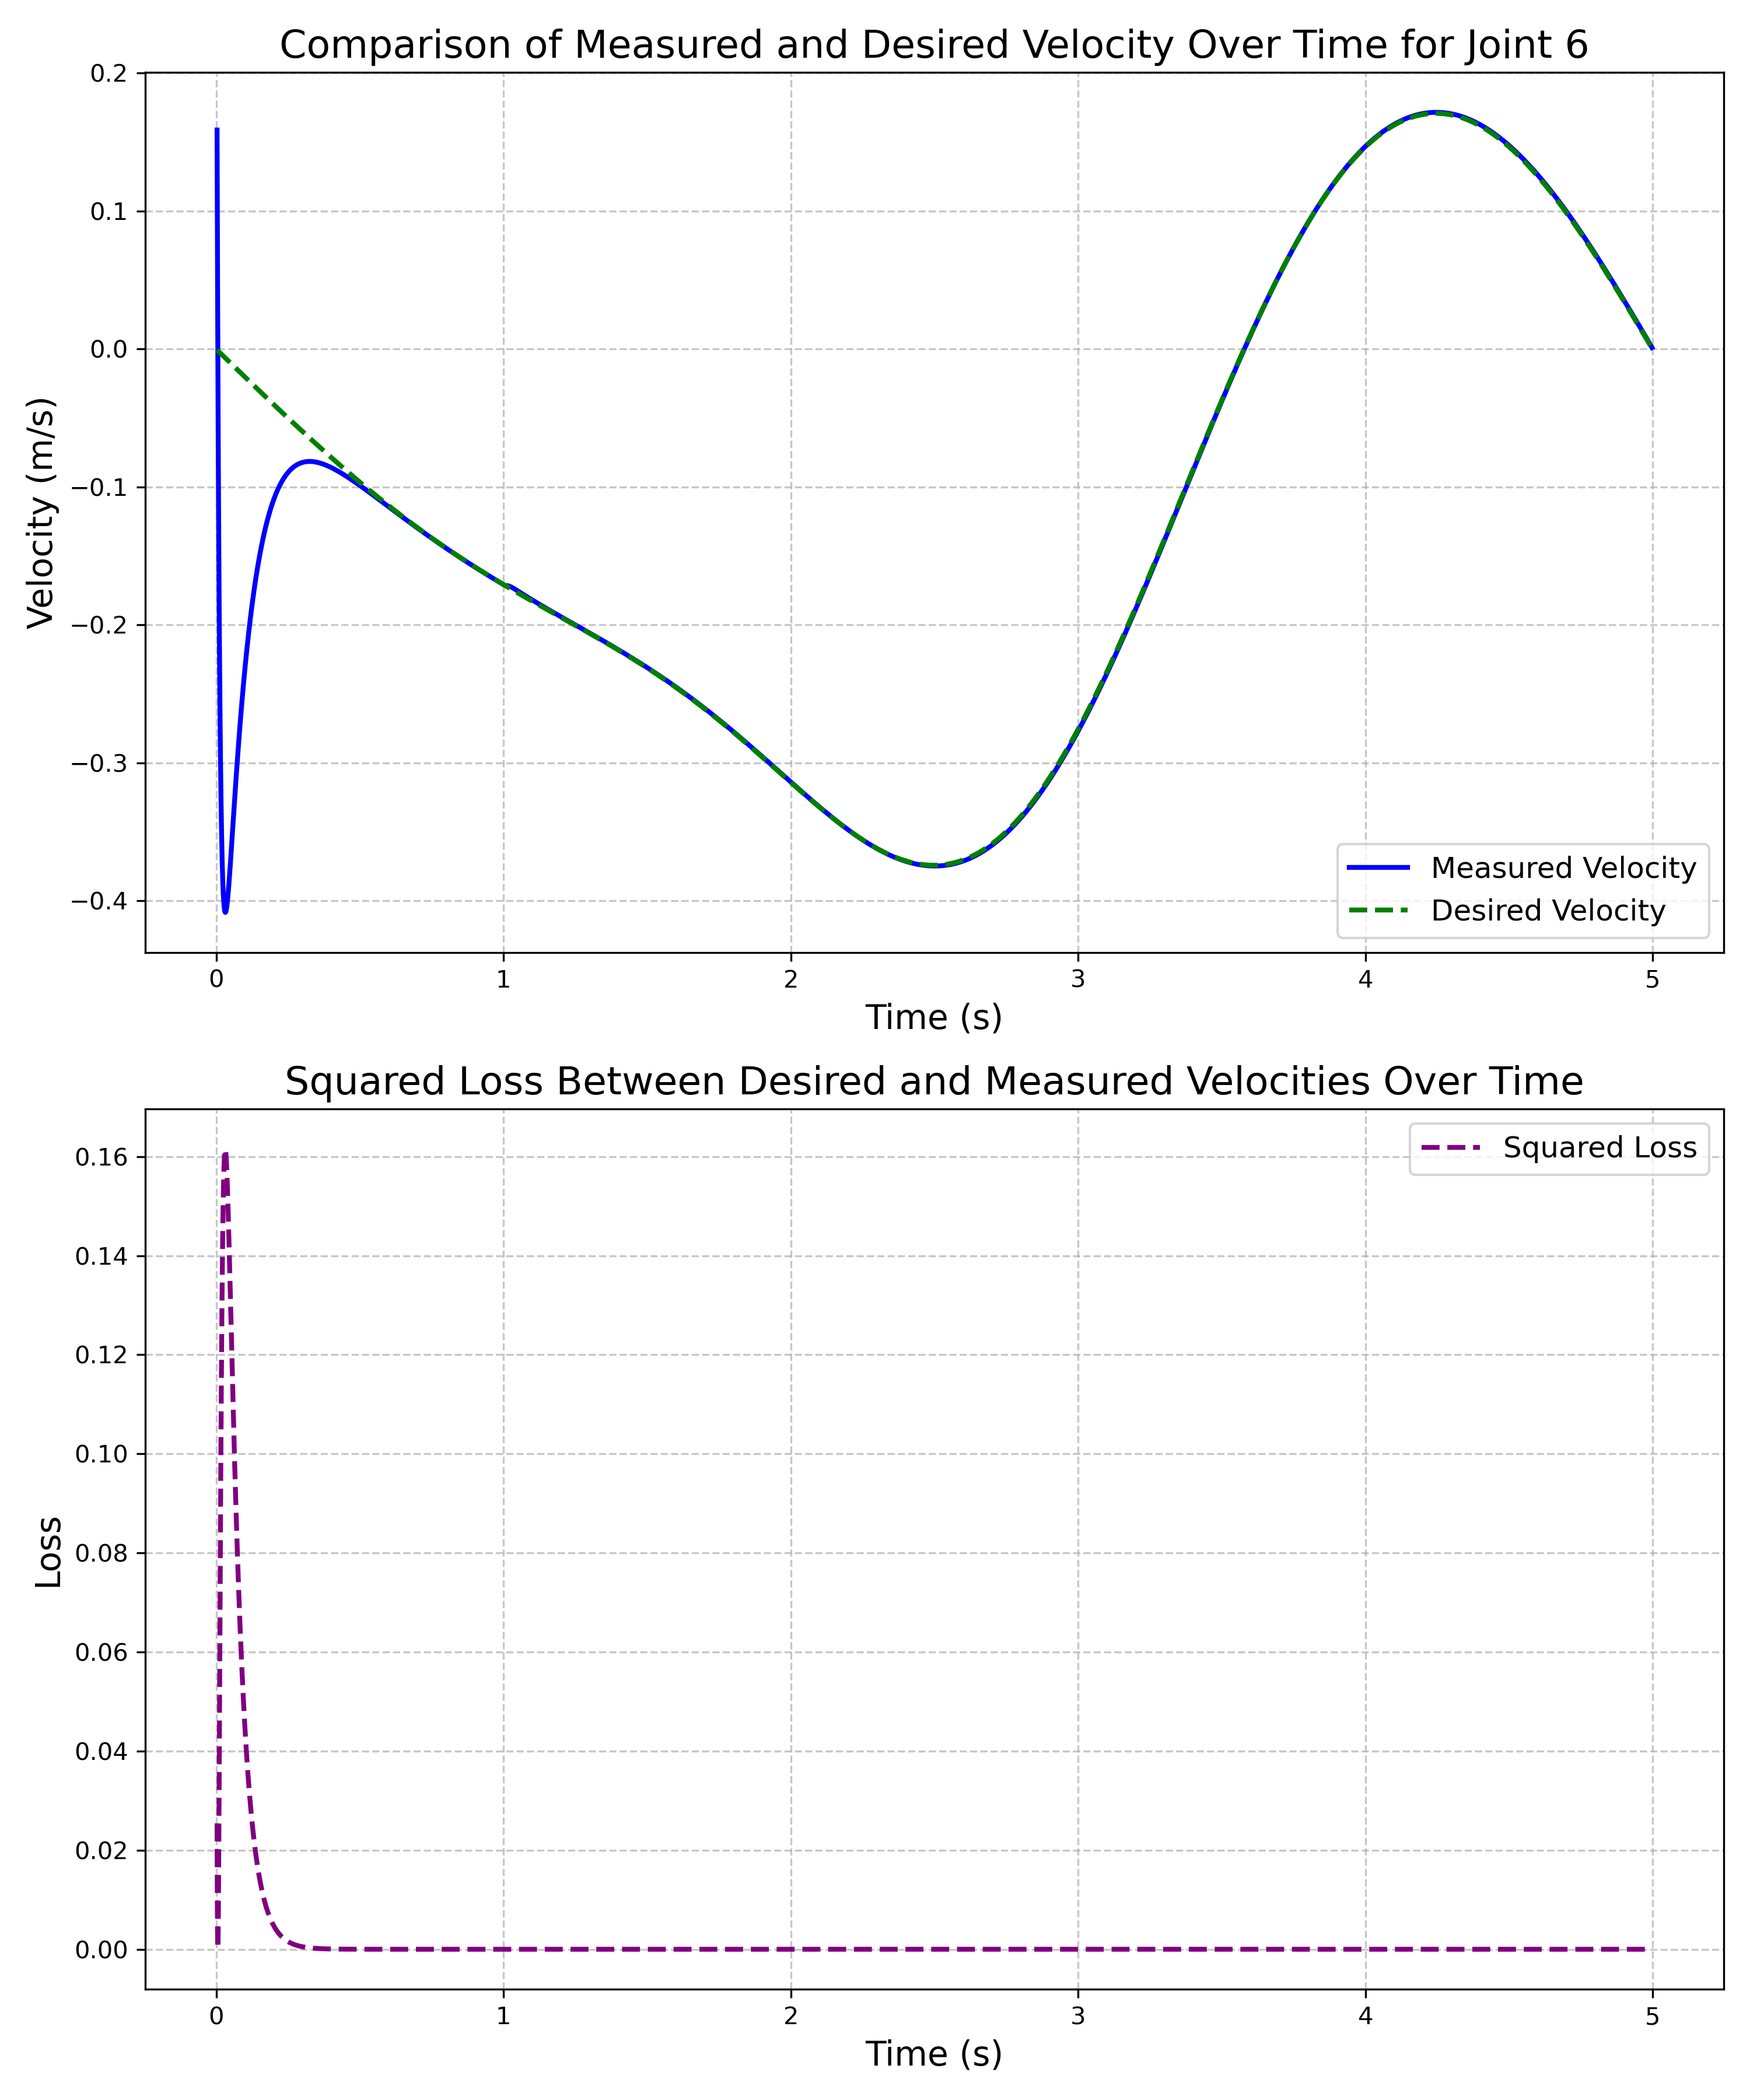 Comparison of Measured and Desired Velocity Over Time for Joint 6
0.2
0.1
0.0
−0.1
−0.2
−0.3
−0.4
Velocity (m/s)
Measured Velocity
Desired Velocity
0 1 2 3 4 5
Time (s)
Squared Loss Between Desired and Measured Velocities Over Time
Squared Loss
0.16
0.14
0.12
0.10
0.08
0.06
0.04
0.02
0.00
Loss
0 1 2 3 4 5
Time (s)